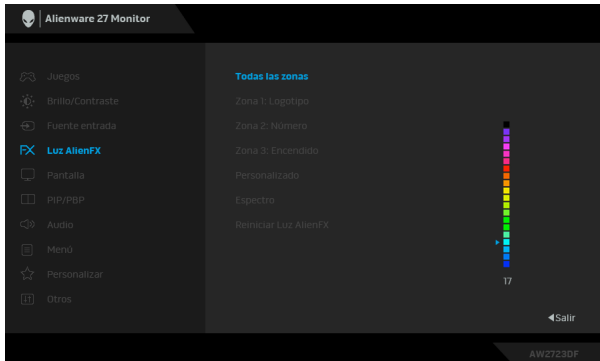 Alienware 27 Monitor
Juegos
Brillo/Contraste
Fuente entrada
FX Luz AlienFX
Pantalla
PIP/PBP
Audio
Menú
Personalizar
Otros
Todas las zonas
Zona 1: Logotipo
Zona 2: Número
Zona 3: Encendido
Personalizado
Espectro
Reiniciar Luz AlienFX
17
Salir
AW2723DF